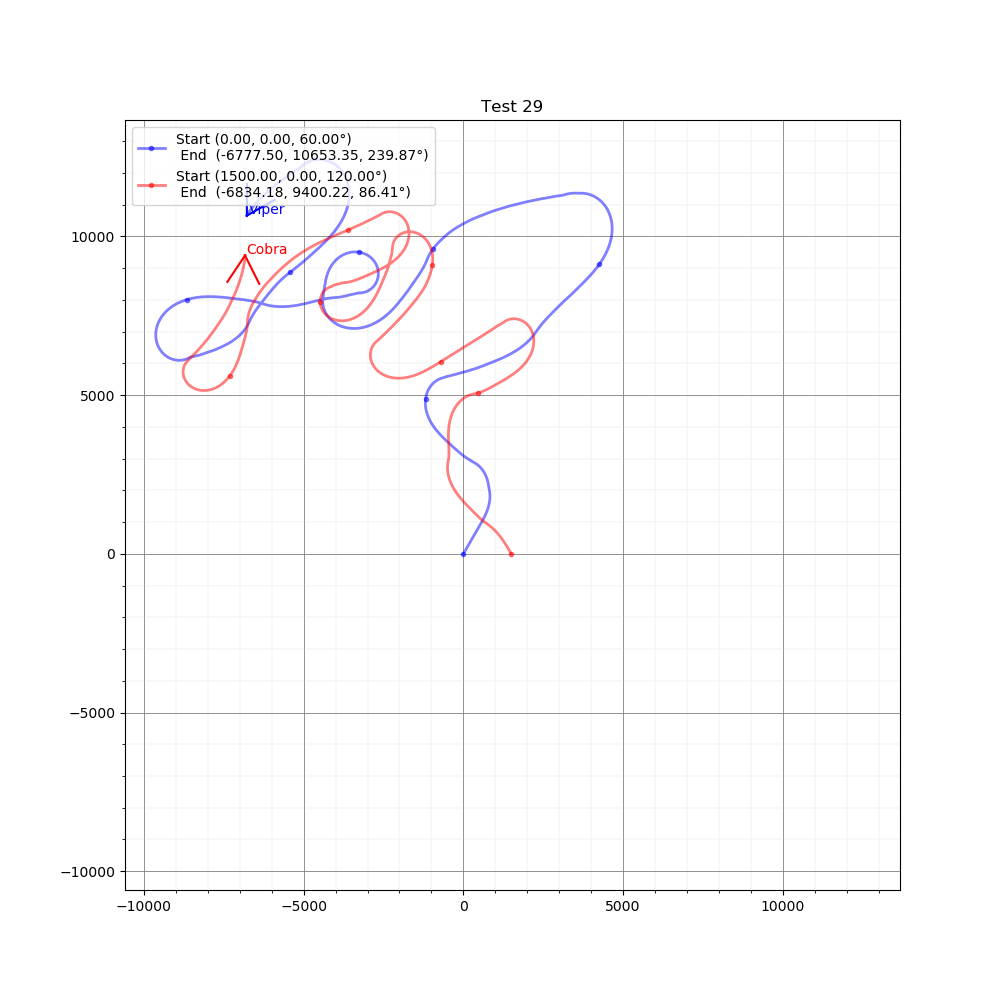 Test 29
Start (0.00, 0.00, 60.00°)
End  (-6777.50, 10653.35, 239.87°)
Start (1500.00, 0.00, 120.00°)
End  (-6834.18, 9400.22, 86.41°)
Viper
Cobra
10000
5000
0
−5000
−10000
−10000 −5000 0 5000 10000